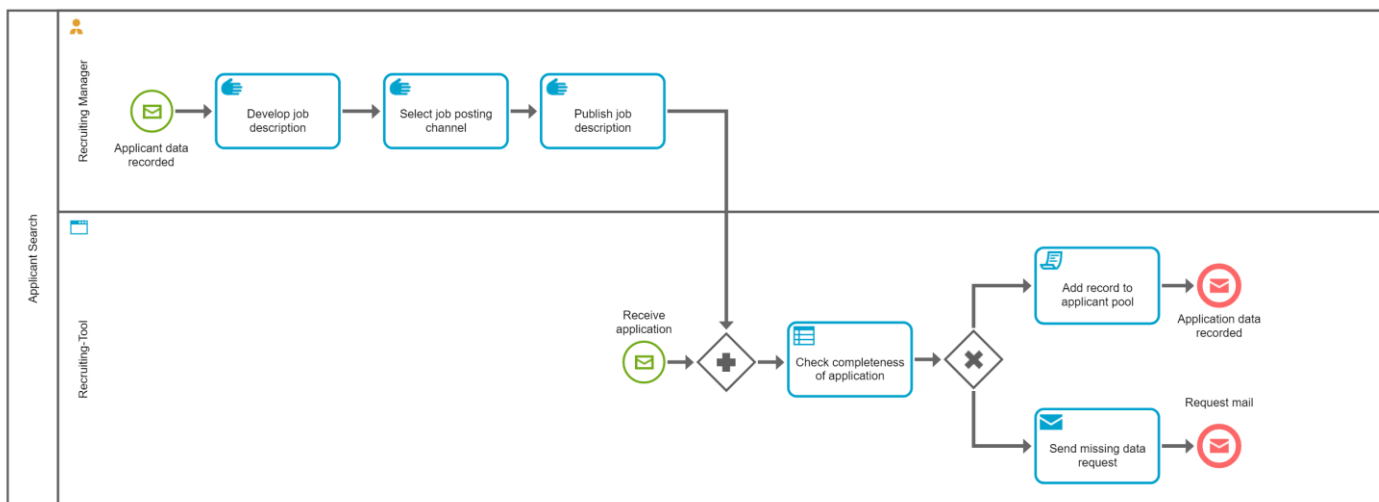 Applicant Search
Recruiting Manager
Applicant data
recorded
Develop job
description
Select job posting
channel
Publish job
description
Recruiting-Tool
Receive
application
Check completeness
of application
Add record to
applicant pool
Application data
recorded
Send missing data
request
Request mail